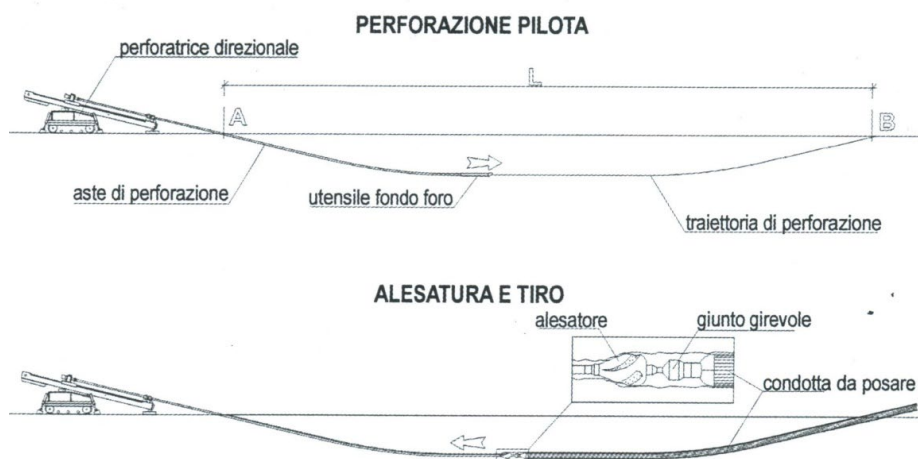 PERFORAZIONE PILOTA
perforatrice direzionale
L
A
B
aste di perforazione
utensile fondo foro
traiettoria di perforazione
ALESATURA E TIRO
alesatore
giunto girevole
condotta da posare